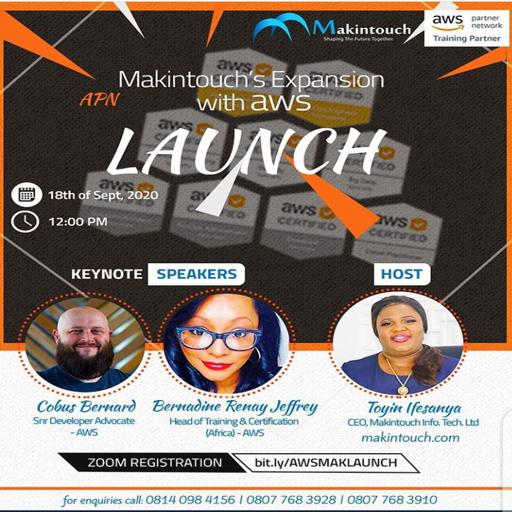 Makintouch
Shaping The Future Together
aws partner network
Training Partner
Makintouch's Expansion
APN with aws
LAUNCH
18th of Sept, 2020
12:00 PM
KEYNOTE SPEAKERS
HOST
Cobus Bernard
Snr Developer Advocate
- AWS
Bernadine Renay Jeffrey
Head of Training & Certification
(Africa) - AWS
Toyin Ifesanya
CEO, Makintouch Info. Tech. Ltd
makintouch.com
ZOOM REGISTRATION
bit.ly/AWSMAKLAUNCH
for enquiries call: 0814 098 4156 I 0807 768 3928 I 0807 768 3910